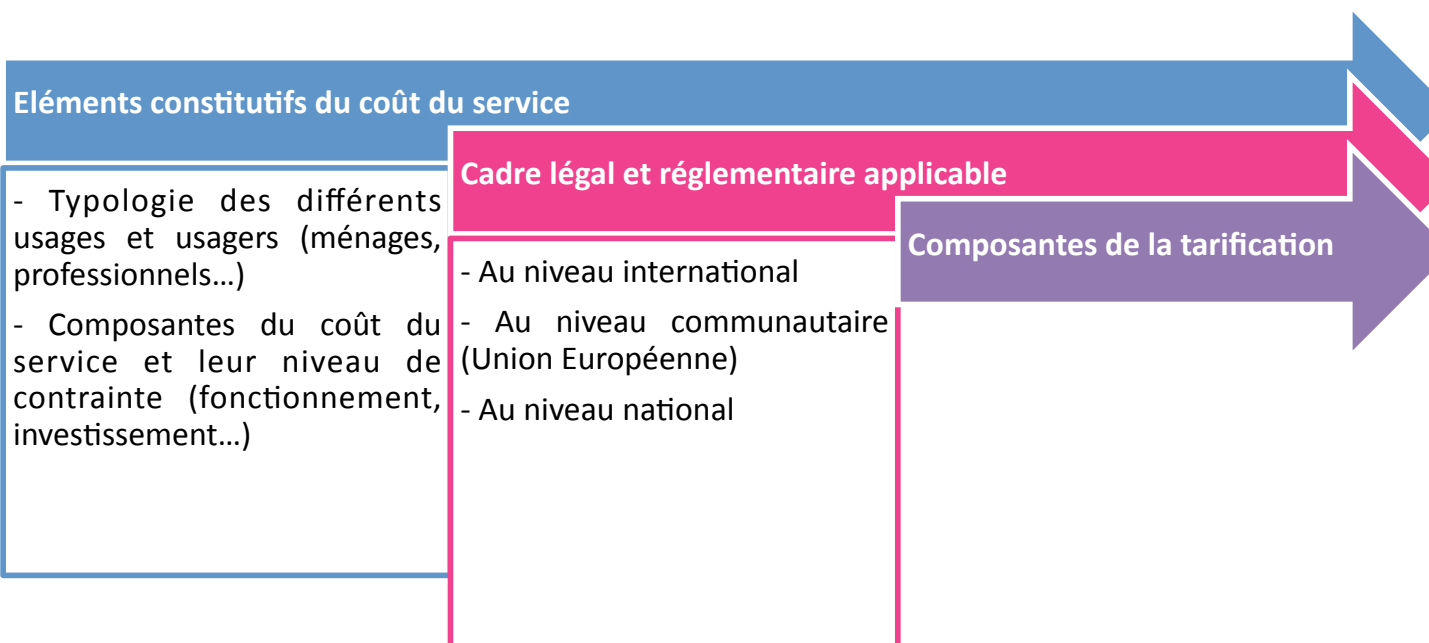 Eléments constitutifs du coût du service
- Typologie des différents
usages et usagers (ménages,
professionnels…)
- Composantes du coût du
service et leur niveau de
contrainte (fonctionnement,
investissement…)
Cadre légal et réglementaire applicable
- Au niveau international
- Au niveau communautaire
(Union Européenne)
- Au niveau national
Composantes de la tarification